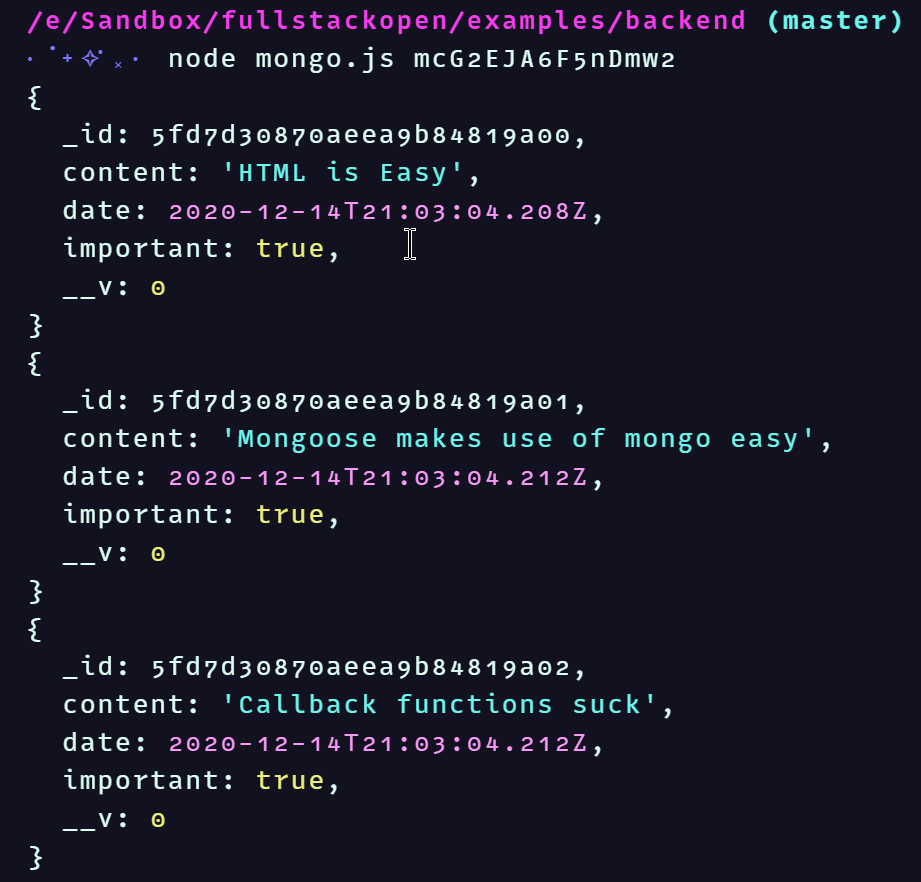 /e/Sandbox/fullstackopen/examples/backend (master)
node mongo.js mcG2EJA6F5nDmw2
{
  _id: 5fd7d30870aeea9b84819a00,
  content: 'HTML is Easy',
  date: 2020-12-14T21:03:04.208Z,
  important: true,
  __v: 0
}
{
  _id: 5fd7d30870aeea9b84819a01,
  content: 'Mongoose makes use of mongo easy',
  date: 2020-12-14T21:03:04.212Z,
  important: true,
  __v: 0
}
{
  _id: 5fd7d30870aeea9b84819a02,
  content: 'Callback functions suck',
  date: 2020-12-14T21:03:04.212Z,
  important: true,
  __v: 0
}